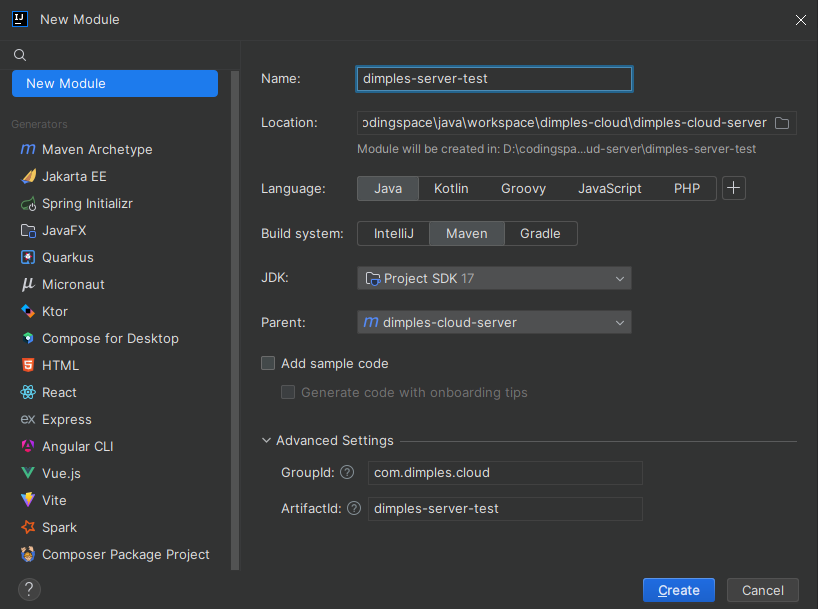 New Module
New Module
Generators
Maven Archetype
Jakarta EE
Spring Initializr
JavaFX
Quarkus
Micronaut
Ktor
Compose for Desktop
HTML
React
Express
Angular CLI
Vue.js
Vite
Spark
Composer Package Project
Name: dimples-server-test
Location: odingspace\java\workspace\dimples-cloud\dimples-cloud-server
Module will be created in: D:\codingspa...ud-server\dimples-server-test
Language: Java Kotlin Groovy JavaScript PHP +
Build system: IntelliJ Maven Gradle
JDK: Project SDK 17
Parent: dimples-cloud-server
Add sample code
Generate code with onboarding tips
Advanced Settings
GroupId: ? com.dimples.cloud
ArtifactId: ? dimples-server-test
? Create Cancel